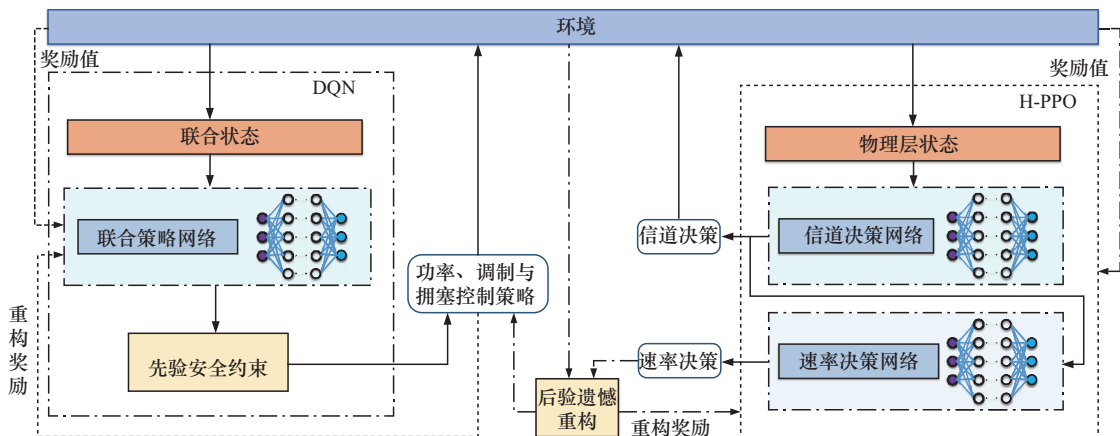 环境
奖励值
奖励值
DQN
H-PPO
联合状态
物理层状态
联合策略网络
信道决策
信道决策网络
功率、调制与
拥塞控制策略
重构奖励
先验安全约束
速率决策
速率决策网络
后验遗憾
重构
重构奖励